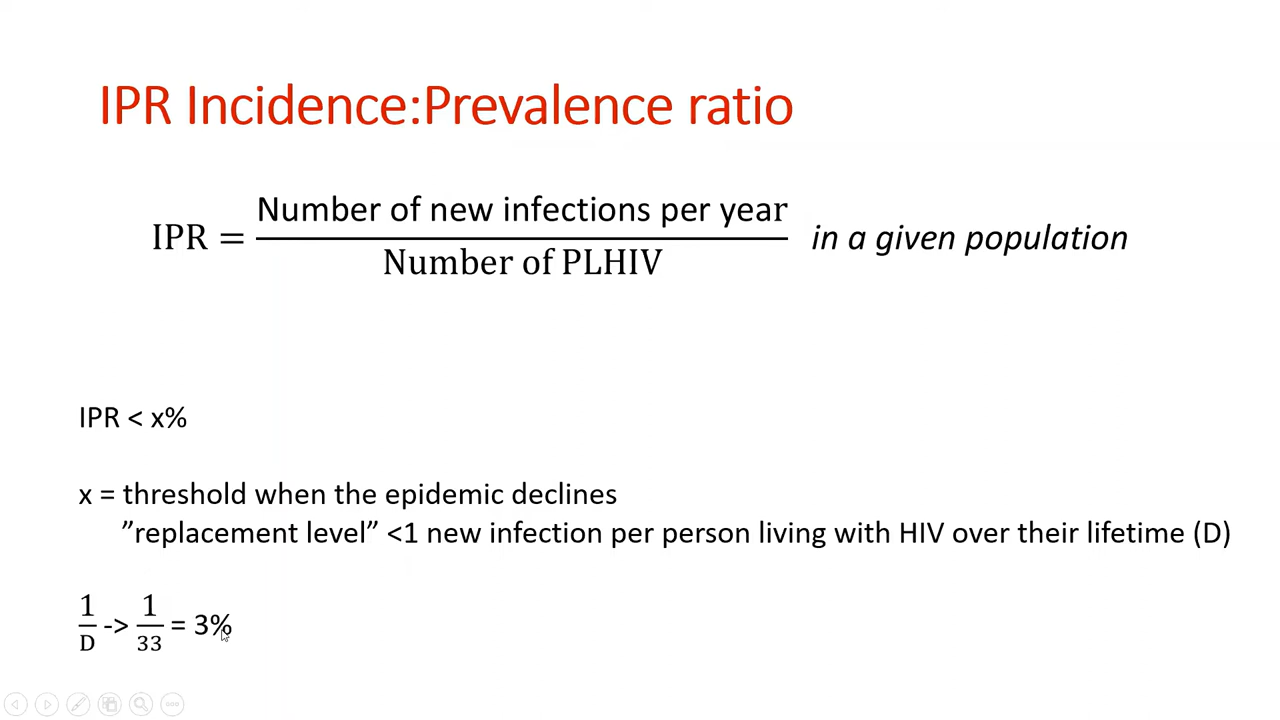 IPR Incidence:Prevalence ratio
Number of new infections per year
IPR = in a given population
Number of PLHIV
IPR < x%
x = threshold when the epidemic declines
”replacement level” <1 new infection per person living with HIV over their lifetime (D)
1/D -> 1/33 = 3%